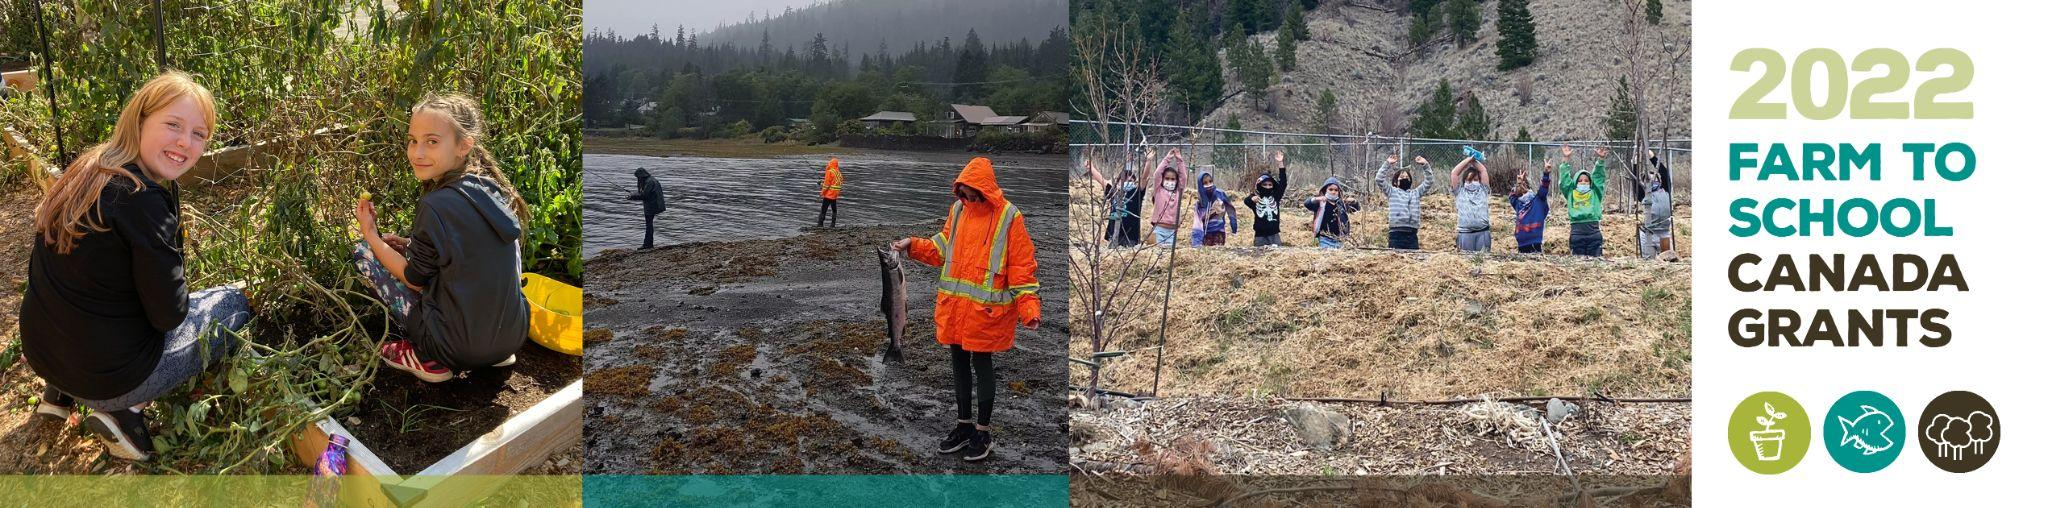 2022
FARM TO
SCHOOL
CANADA
GRANTS